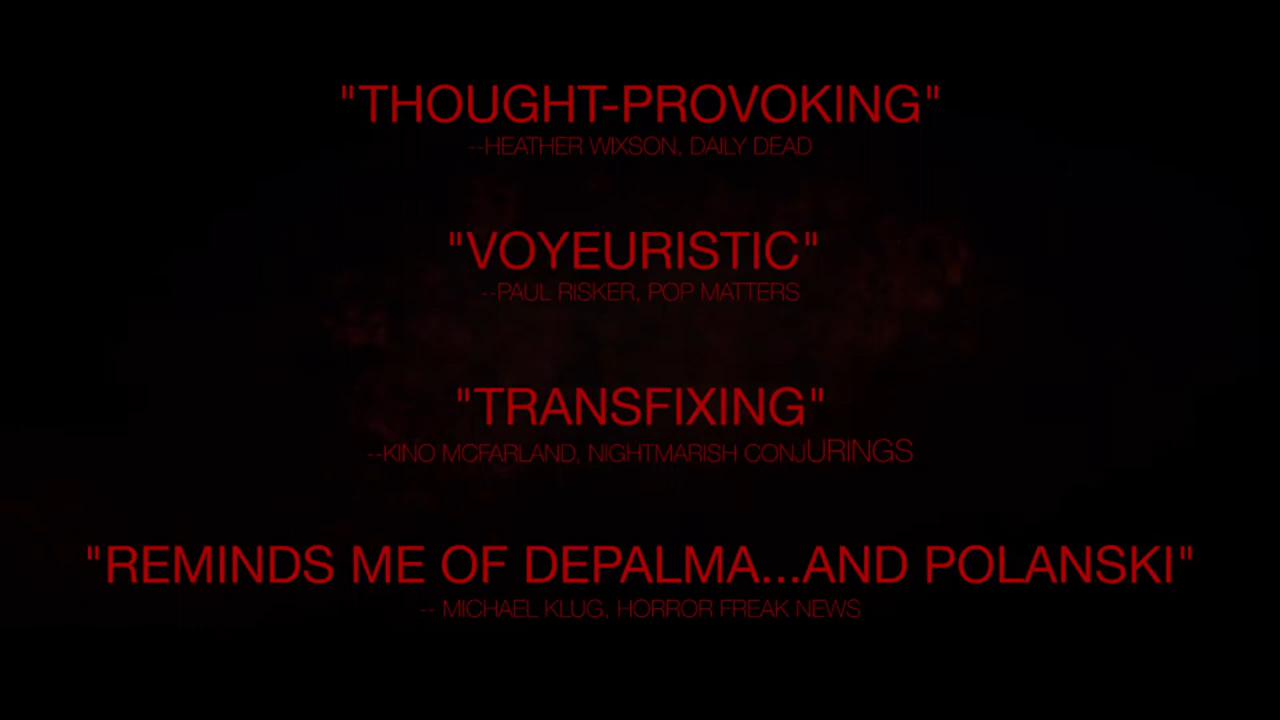 "THOUGHT-PROVOKING"
--HEATHER WIXSON, DAILY DEAD
"VOYEURISTIC"
--PAUL RISKER, POP MATTERS
"TRANSFIXING"
--KINO MCFARLAND, NIGHTMARISH CONJURINGS
"REMINDS ME OF DEPALMA...AND POLANSKI"
-- MICHAEL KLUG, HORROR FREAK NEWS